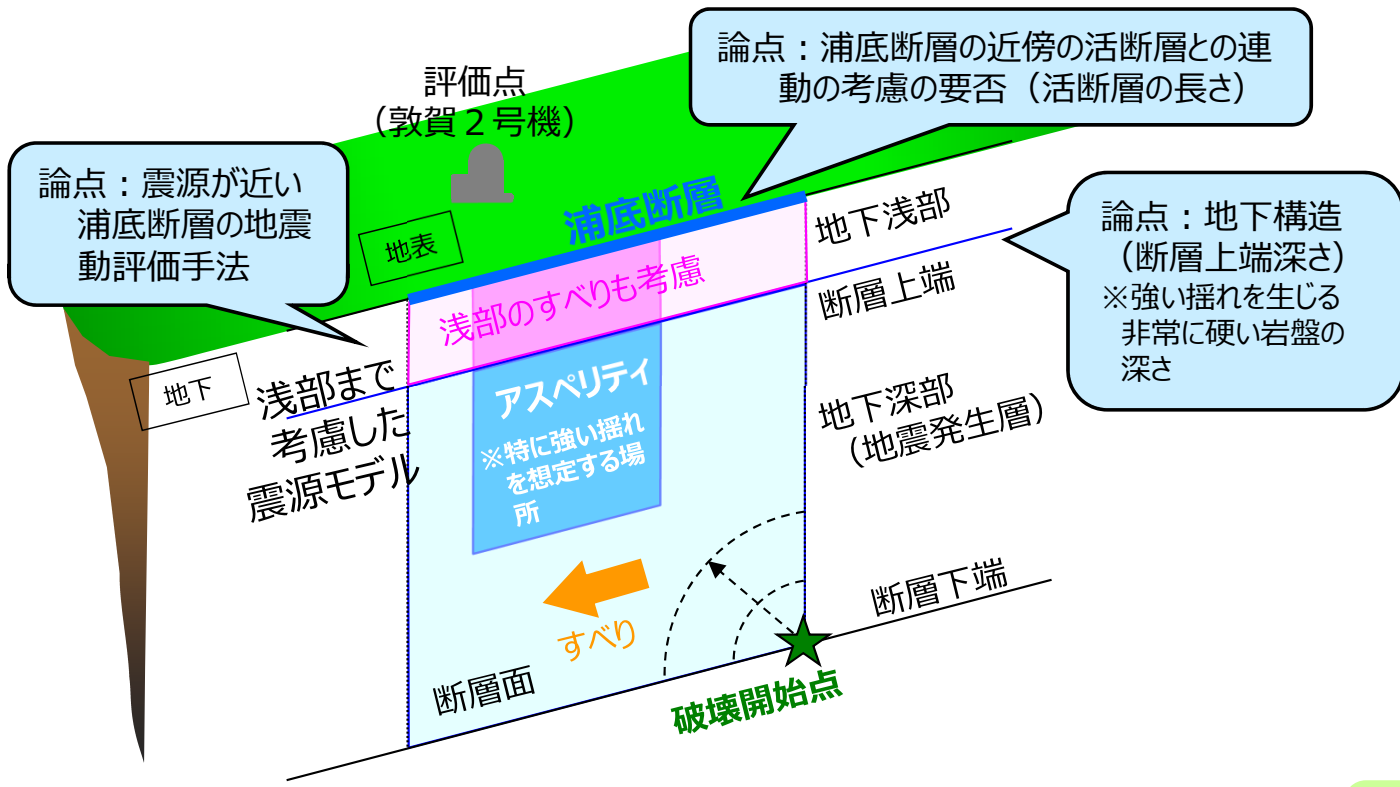 論点：浦底断層の近傍の活断層との連
動の考慮の要否（活断層の長さ）
評価点
（敦賀２号機）
論点：震源が近い
浦底断層の地震
動評価手法
地表
浦底断層
地下浅部
論点：地下構造
（断層上端深さ）
※強い揺れを生じる
非常に硬い岩盤の
深さ
浅部のすべりも考慮
断層上端
地下
浅部まで
考慮した
震源モデル
アスペリティ
※特に強い揺れ
を想定する場
所
地下深部
（地震発生層）
すべり
断層下端
断層面
破壊開始点